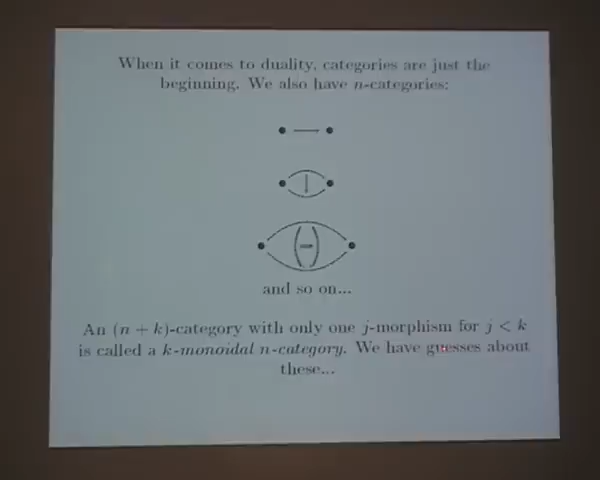 When it comes to duality, categories are just the
beginning. We also have n-categories:
and so on...
An (n + k)-category with only one j-morphism for j < k
is called a k-monoidal n-category. We have guesses about
these...